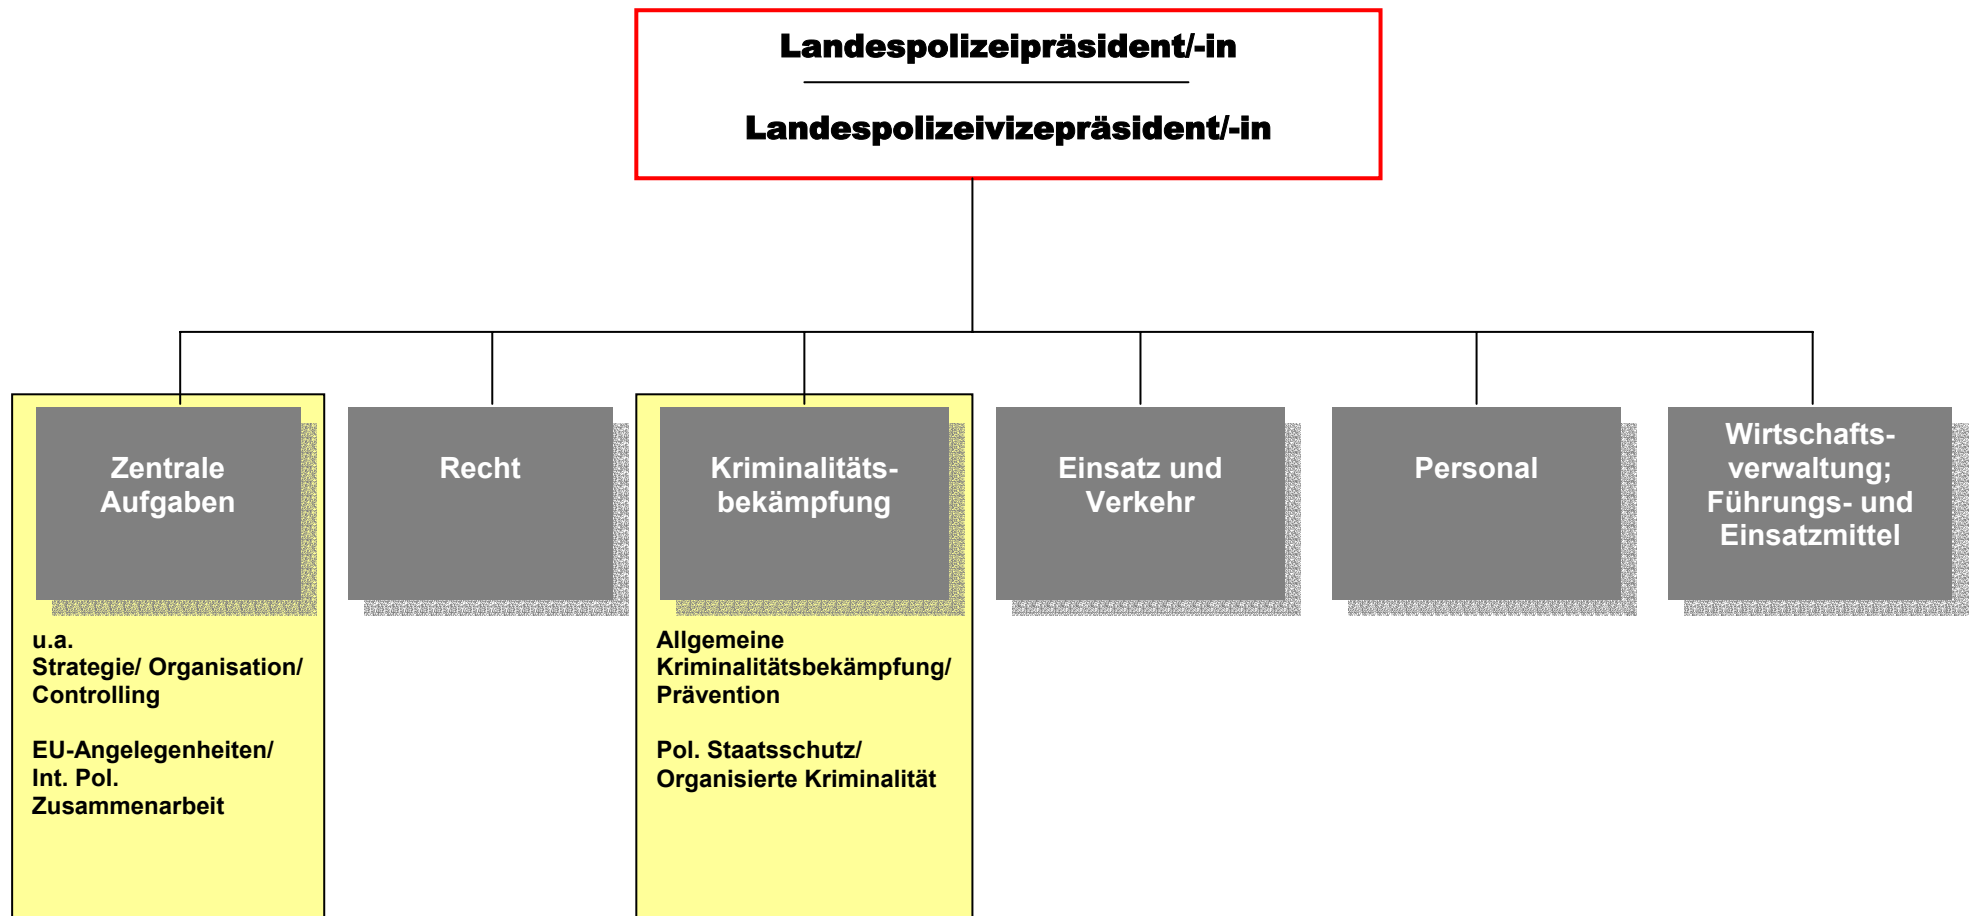 Landespolizeipräsident/-in
Landespolizeivizepräsident/-in
Zentrale
Aufgaben
Recht
Kriminalitäts-
bekämpfung
Einsatz und
Verkehr
Personal
Wirtschafts-
verwaltung;
Führungs- und
Einsatzmittel
u.a.
Strategie/ Organisation/
Controlling
EU-Angelegenheiten/
Int. Pol.
Zusammenarbeit
Allgemeine
Kriminalitätsbekämpfung/
Prävention
Pol. Staatsschutz/
Organisierte Kriminalität